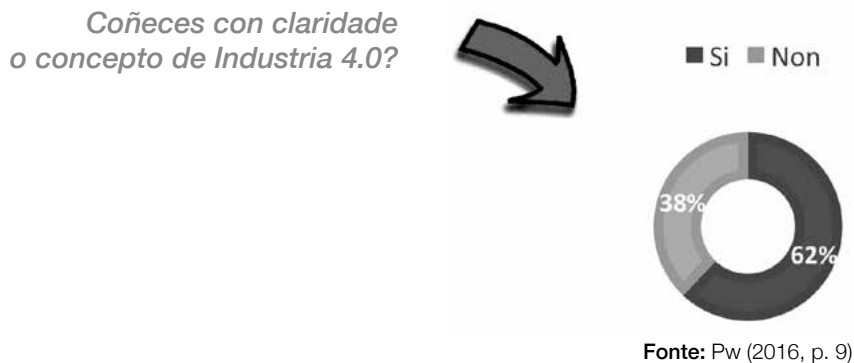 Coñeces con claridade
o concepto de Industria 4.0?
Si Non
38%
62%
Fonte: Pw (2016, p. 9)